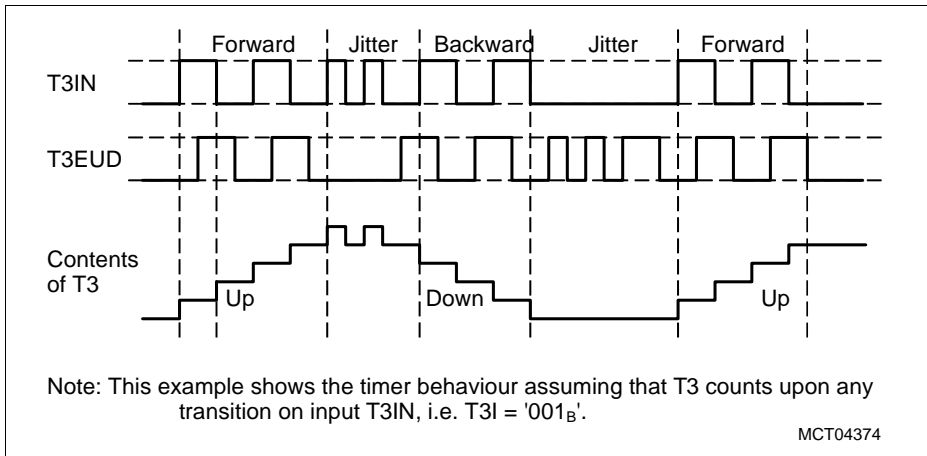 Forward Jitter Backward Jitter Forward
T3IN
T3EUD
Contents
of T3
Up Down Up
Note: This example shows the timer behaviour assuming that T3 counts upon any
transition on input T3IN, i.e. T3I = '001B'.
MCT04374